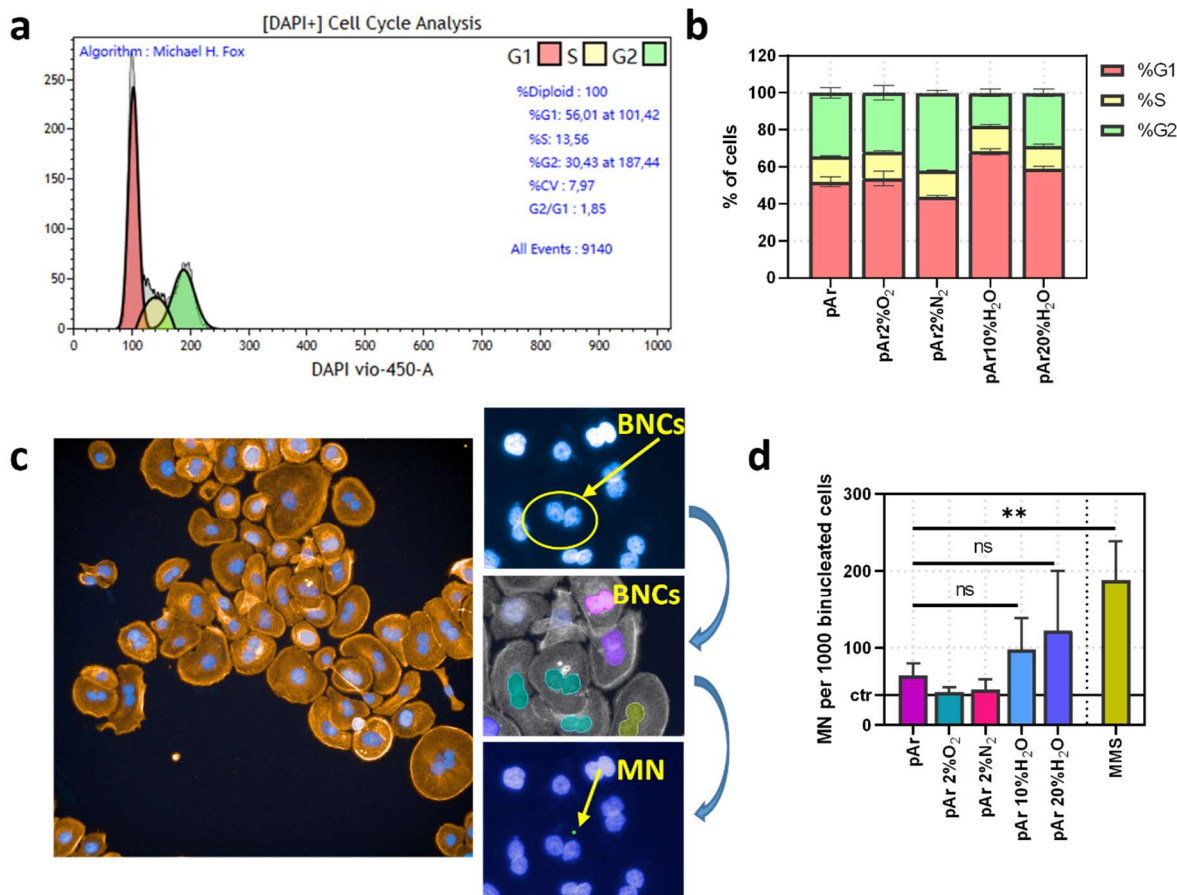 a
[DAPI+] Cell Cycle Analysis
Algorithm : Michael H. Fox
G1 S G2
%Diploid : 100
%G1: 56,01 at 101,42
%S: 13,56
%G2: 30,43 at 187,44
%CV : 7,97
G2/G1 : 1,85
All Events : 9140
250
200
150
100
50
0
0 100 200 300 400 500 600 700 800 900 1000
DAPI vio-450-A
b
120
100
80
60
40
20
0
% of cells
%G1
%S
%G2
pAr
pAr2%O₂
pAr2%N₂
pAr10%H₂O
pAr20%H₂O
c
BNCs
BNCs
MN
d
MN per 1000 binucleated cells
300
200
100
ctr
0
**
ns
ns
pAr
pAr 2%O₂
pAr 2%N₂
pAr 10%H₂O
pAr 20%H₂O
MMS